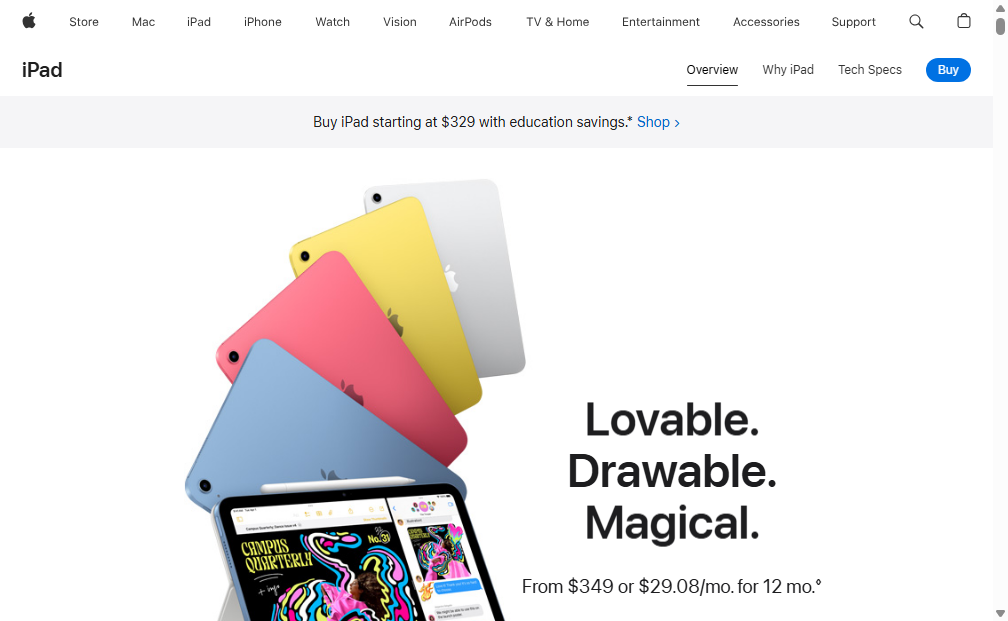 Store Mac iPad iPhone Watch Vision AirPods TV & Home Entertainment Accessories Support
iPad
Overview Why iPad Tech Specs Buy
Buy iPad starting at $329 with education savings.* Shop >
CAMPUS
QUARTERLY
No.31
Lovable.
Drawable.
Magical.
From $349 or $29.08/mo. for 12 mo.◊